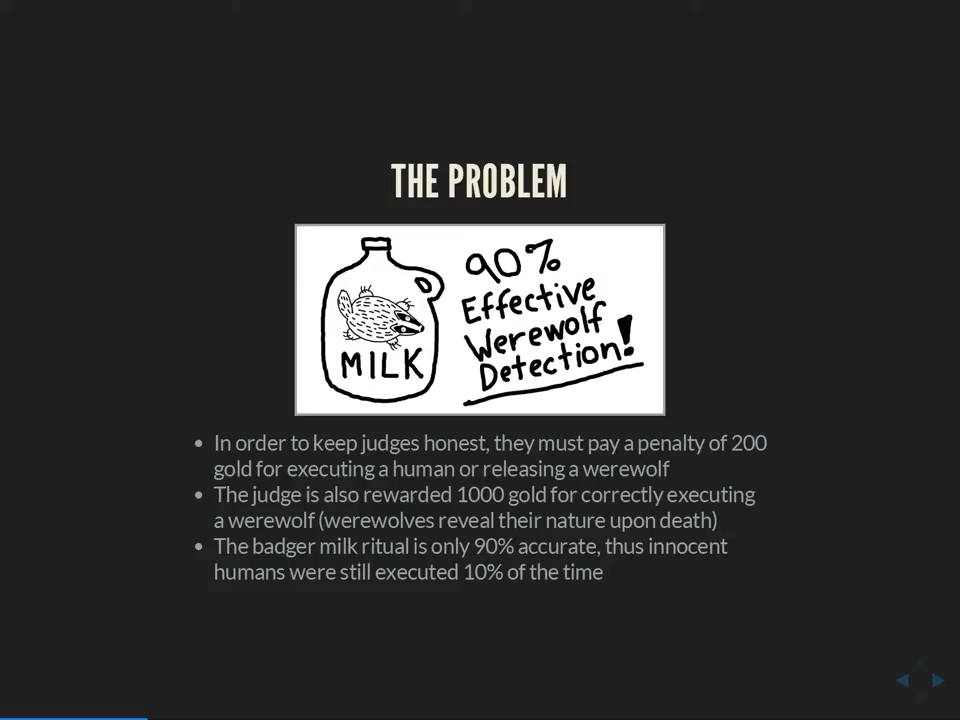 THE PROBLEM
MILK
90%
Effective
Werewolf
Detection!
• In order to keep judges honest, they must pay a penalty of 200
gold for executing a human or releasing a werewolf
• The judge is also rewarded 1000 gold for correctly executing
a werewolf (werewolves reveal their nature upon death)
• The badger milk ritual is only 90% accurate, thus innocent
humans were still executed 10% of the time